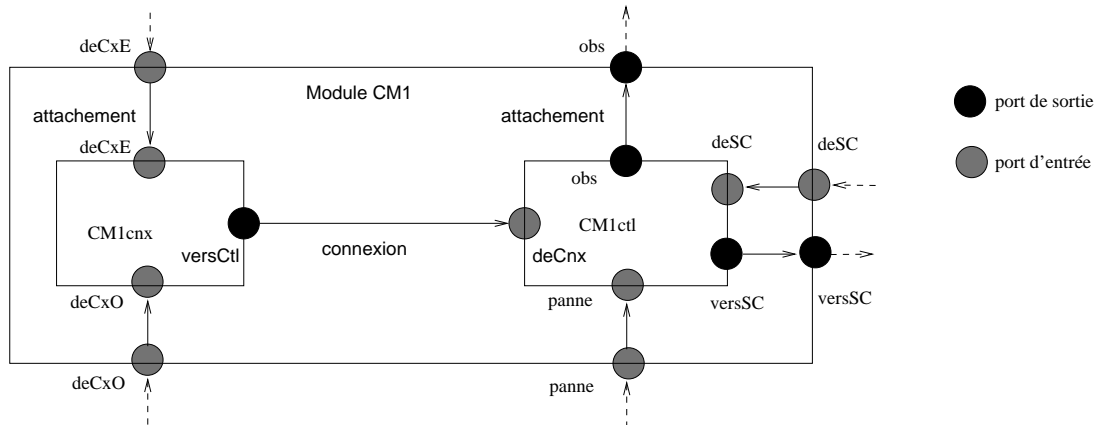 deCxE
obs
Module CM1
port de sortie
attachement
attachement
deCxE
deSC
deSC
port d'entrée
obs
CM1cnx
CM1ctl
versCtl
connexion
deCnx
deCxO
panne
versSC
versSC
deCxO
panne